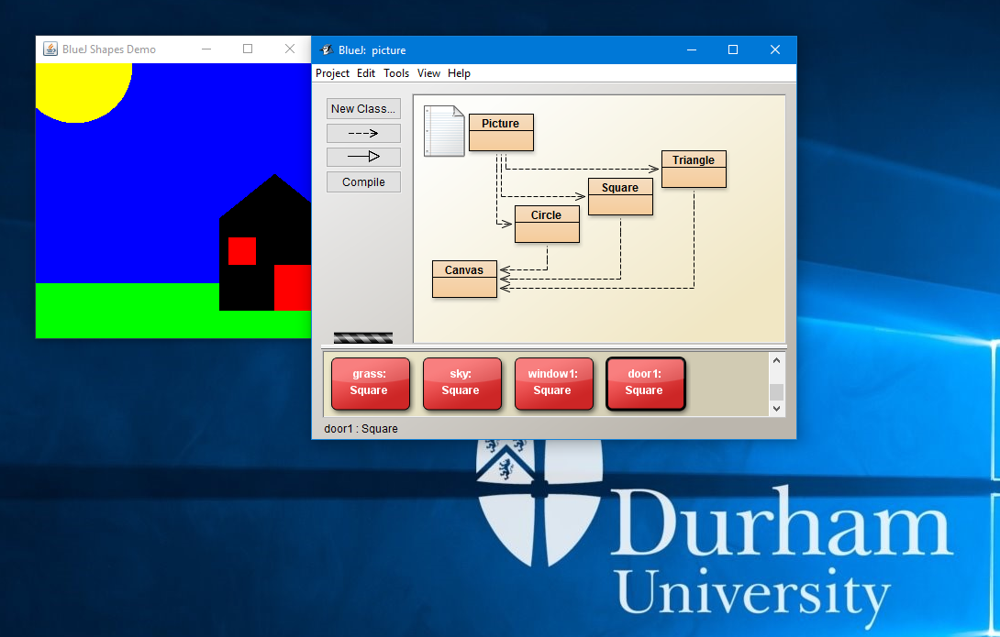 BlueJ Shapes Demo
BlueJ: picture
Project Edit Tools View Help
New Class...
Compile
Picture
Triangle
Square
Circle
Canvas
grass:
Square
sky:
Square
window1:
Square
door1:
Square
door1 : Square
Durham
University